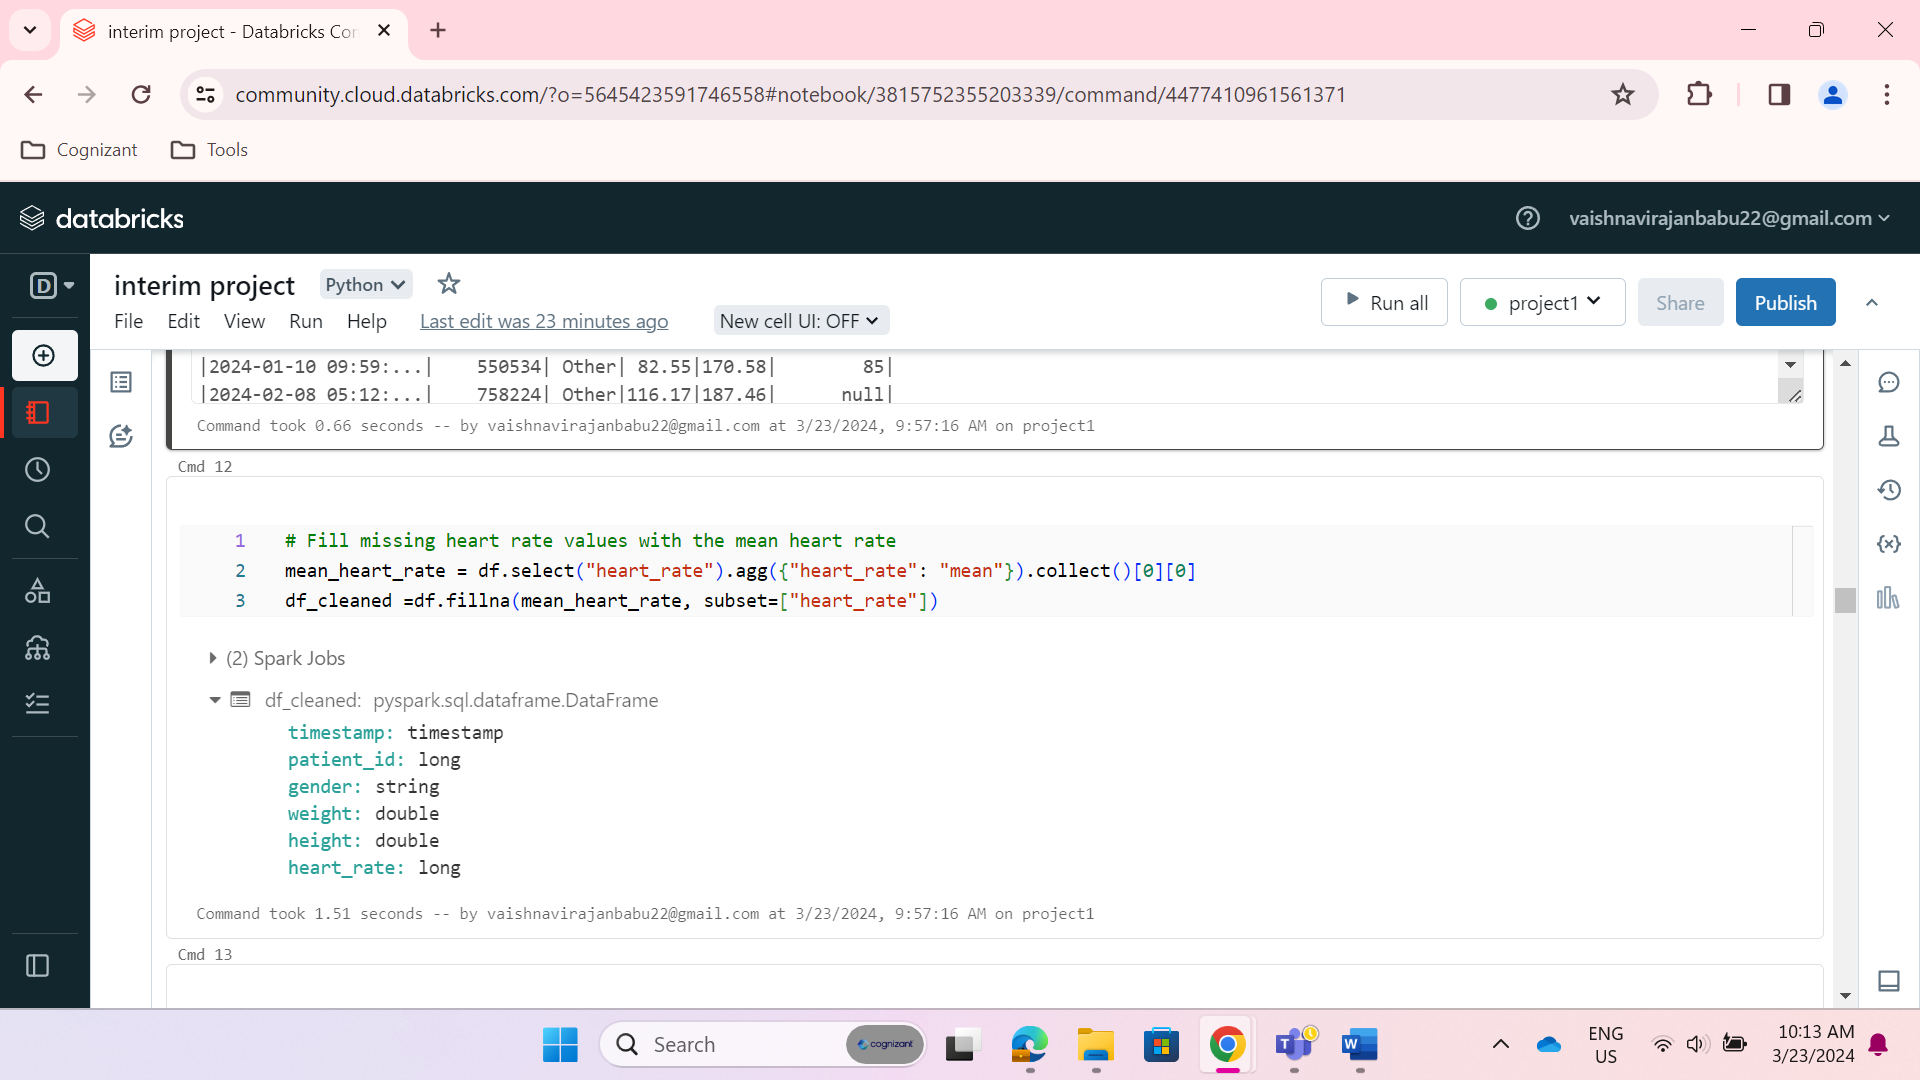 interim project - Databricks Con
community.cloud.databricks.com/?o=5645423591746558#notebook/3815752355203339/command/4477410961561371
Cognizant Tools
databricks
vaishnavirajanbabu22@gmail.com
D
interim project Python
Run all project1 Share Publish
File Edit View Run Help Last edit was 23 minutes ago New cell UI: OFF
|2024-01-10 09:59:...| 550534| Other| 82.55|170.58| 85|
|2024-02-08 05:12:...| 758224| Other|116.17|187.46| null|
Command took 0.66 seconds -- by vaishnavirajanbabu22@gmail.com at 3/23/2024, 9:57:16 AM on project1
Cmd 12
1 # Fill missing heart rate values with the mean heart rate
2 mean_heart_rate = df.select("heart_rate").agg({"heart_rate": "mean"}).collect()[0][0]
3 df_cleaned =df.fillna(mean_heart_rate, subset=["heart_rate"])
(2) Spark Jobs
df_cleaned: pyspark.sql.dataframe.DataFrame
timestamp: timestamp
patient_id: long
gender: string
weight: double
height: double
heart_rate: long
Command took 1.51 seconds -- by vaishnavirajanbabu22@gmail.com at 3/23/2024, 9:57:16 AM on project1
Cmd 13
Search cognizant
ENG
US
10:13 AM
3/23/2024